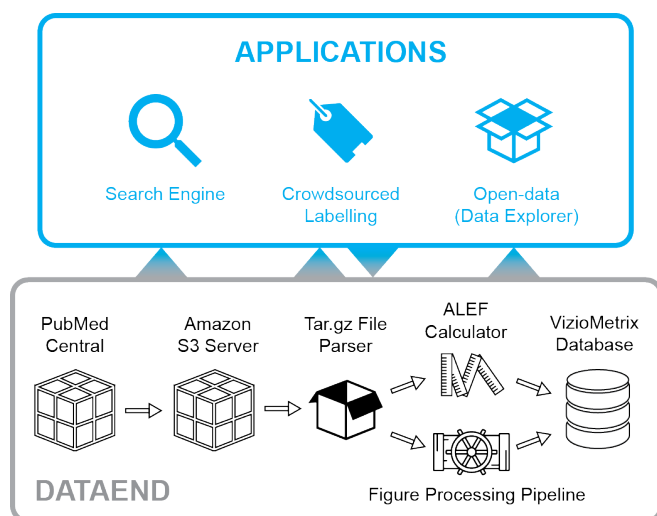 APPLICATIONS
Search Engine
Crowdsourced
Labelling
Open-data
(Data Explorer)
PubMed
Central
Amazon
S3 Server
Tar.gz File
Parser
ALEF
Calculator
VizioMetrix
Database
DATAEND
Figure Processing Pipeline